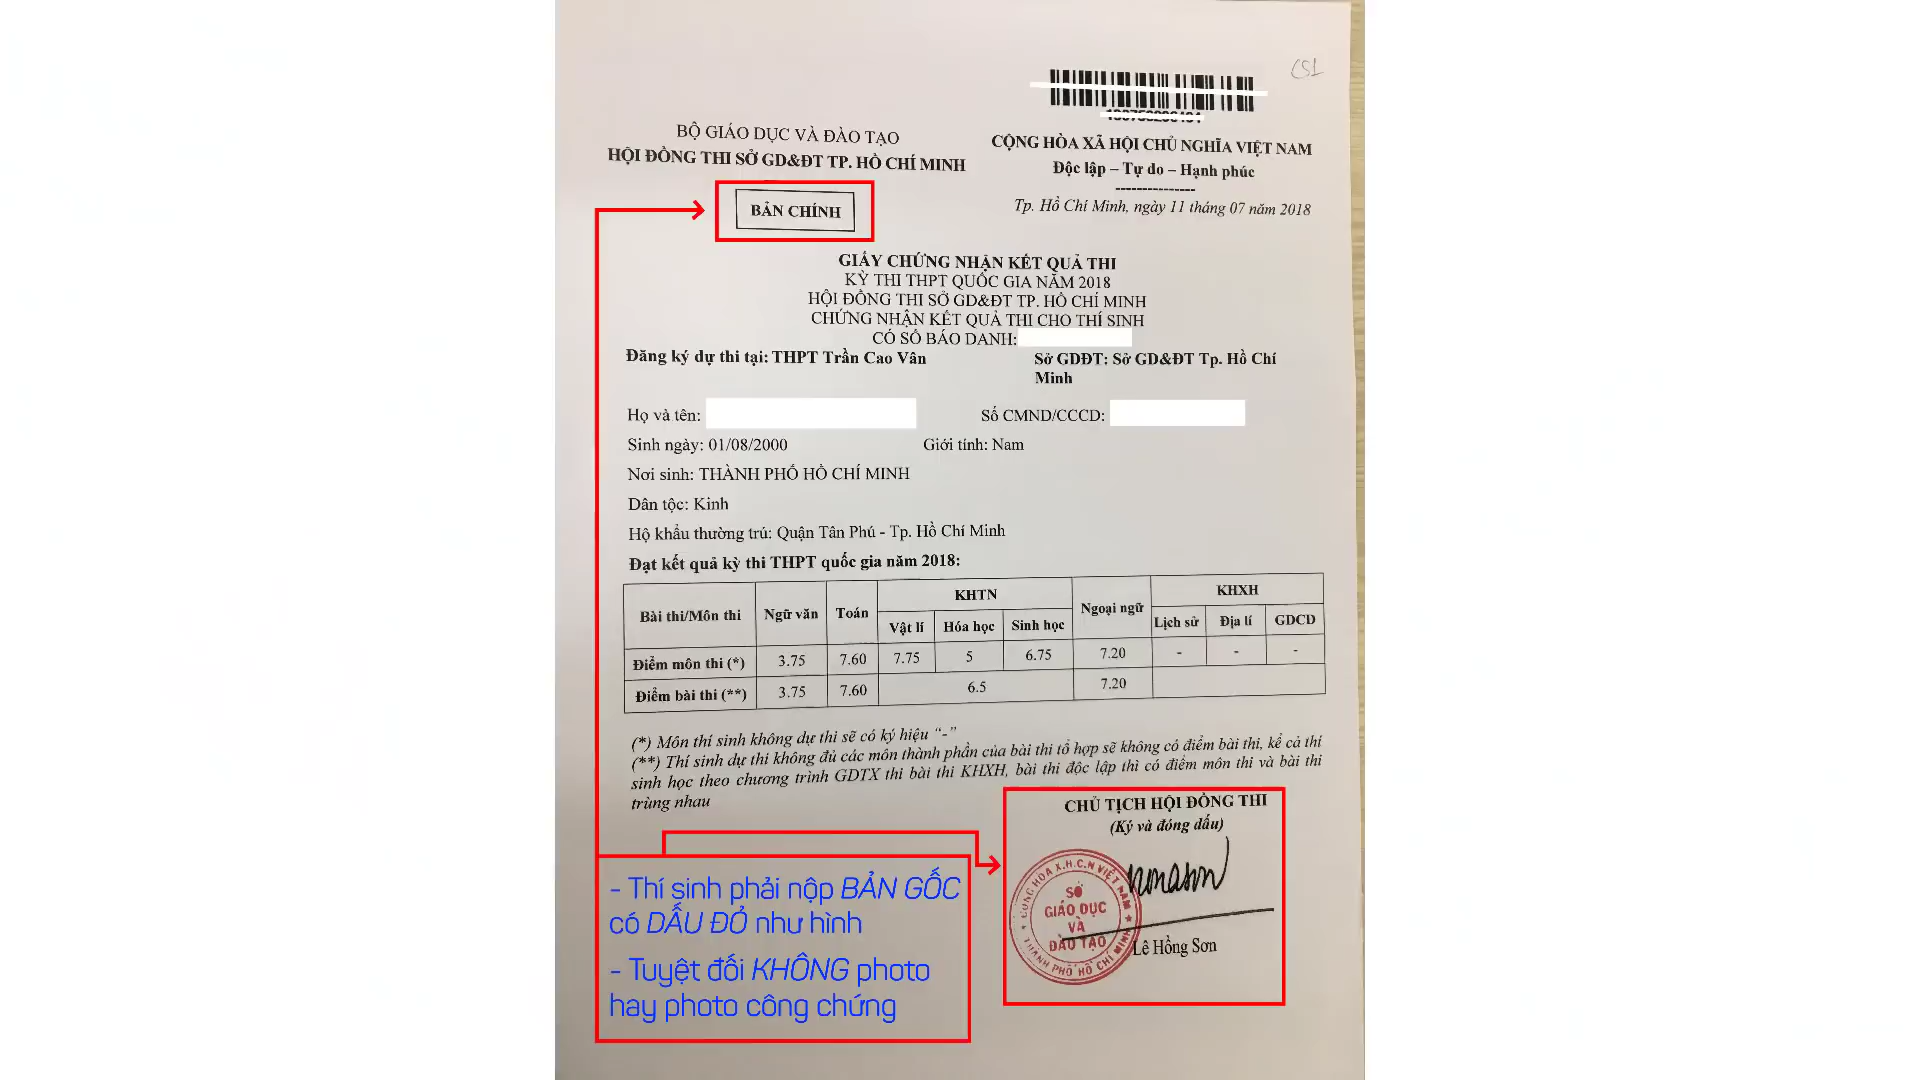 CS1
BỘ GIÁO DỤC VÀ ĐÀO TẠO
HỘI ĐỒNG THI SỞ GD&ĐT TP. HỒ CHÍ MINH
BẢN CHÍNH
CỘNG HÒA XÃ HỘI CHỦ NGHĨA VIỆT NAM
Độc lập – Tự do – Hạnh phúc
---------------
Tp. Hồ Chí Minh, ngày 11 tháng 07 năm 2018
GIẤY CHỨNG NHẬN KẾT QUẢ THI
KỲ THI THPT QUỐC GIA NĂM 2018
HỘI ĐỒNG THI SỞ GD&ĐT TP. HỒ CHÍ MINH
CHỨNG NHẬN KẾT QUẢ THI CHO THÍ SINH
CÓ SỐ BÁO DANH:
Đăng ký dự thi tại: THPT Trần Cao Vân
Sở GDĐT: Sở GD&ĐT Tp. Hồ Chí
Minh
Họ và tên:
Số CMND/CCCD:
Sinh ngày: 01/08/2000
Giới tính: Nam
Nơi sinh: THÀNH PHỐ HỒ CHÍ MINH
Dân tộc: Kinh
Hộ khẩu thường trú: Quận Tân Phú - Tp. Hồ Chí Minh
Đạt kết quả kỳ thi THPT quốc gia năm 2018:
Bài thi/Môn thi Ngữ văn Toán KHTN Ngoại ngữ KHXH
Vật lí Hóa học Sinh học Lịch sử Địa lí GDCD
Điểm môn thi (*) 3.75 7.60 7.75 5 6.75 7.20 - - -
Điểm bài thi (**) 3.75 7.60 6.5 7.20
(*) Môn thí sinh không dự thi sẽ có ký hiệu “-”
(**) Thí sinh dự thi không đủ các môn thành phần của bài thi tổ hợp sẽ không có điểm bài thi, kể cả thí
sinh học theo chương trình GDTX thi bài thi KHXH, bài thi độc lập thì có điểm môn thi và bài thi
trùng nhau
CHỦ TỊCH HỘI ĐỒNG THI
(Ký và đóng dấu)
CỘNG HÒA X.H.C.N VIỆT NAM
SỞ
GIÁO DỤC
VÀ
ĐÀO TẠO
THÀNH PHỐ HỒ CHÍ MINH
Lê Hồng Sơn
- Thí sinh phải nộp BẢN GỐC
có DẤU ĐỎ như hình
- Tuyệt đối KHÔNG photo
hay photo công chứng